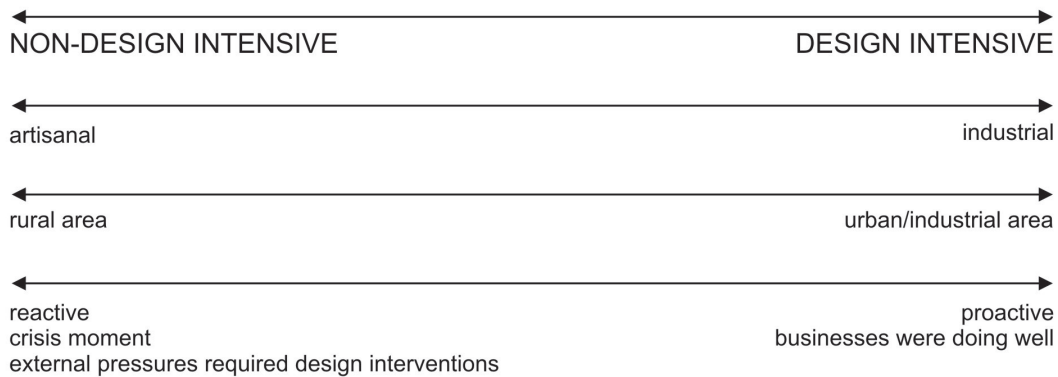 NON-DESIGN INTENSIVE DESIGN INTENSIVE
artisanal industrial
rural area urban/industrial area
reactive proactive
crisis moment businesses were doing well
external pressures required design interventions